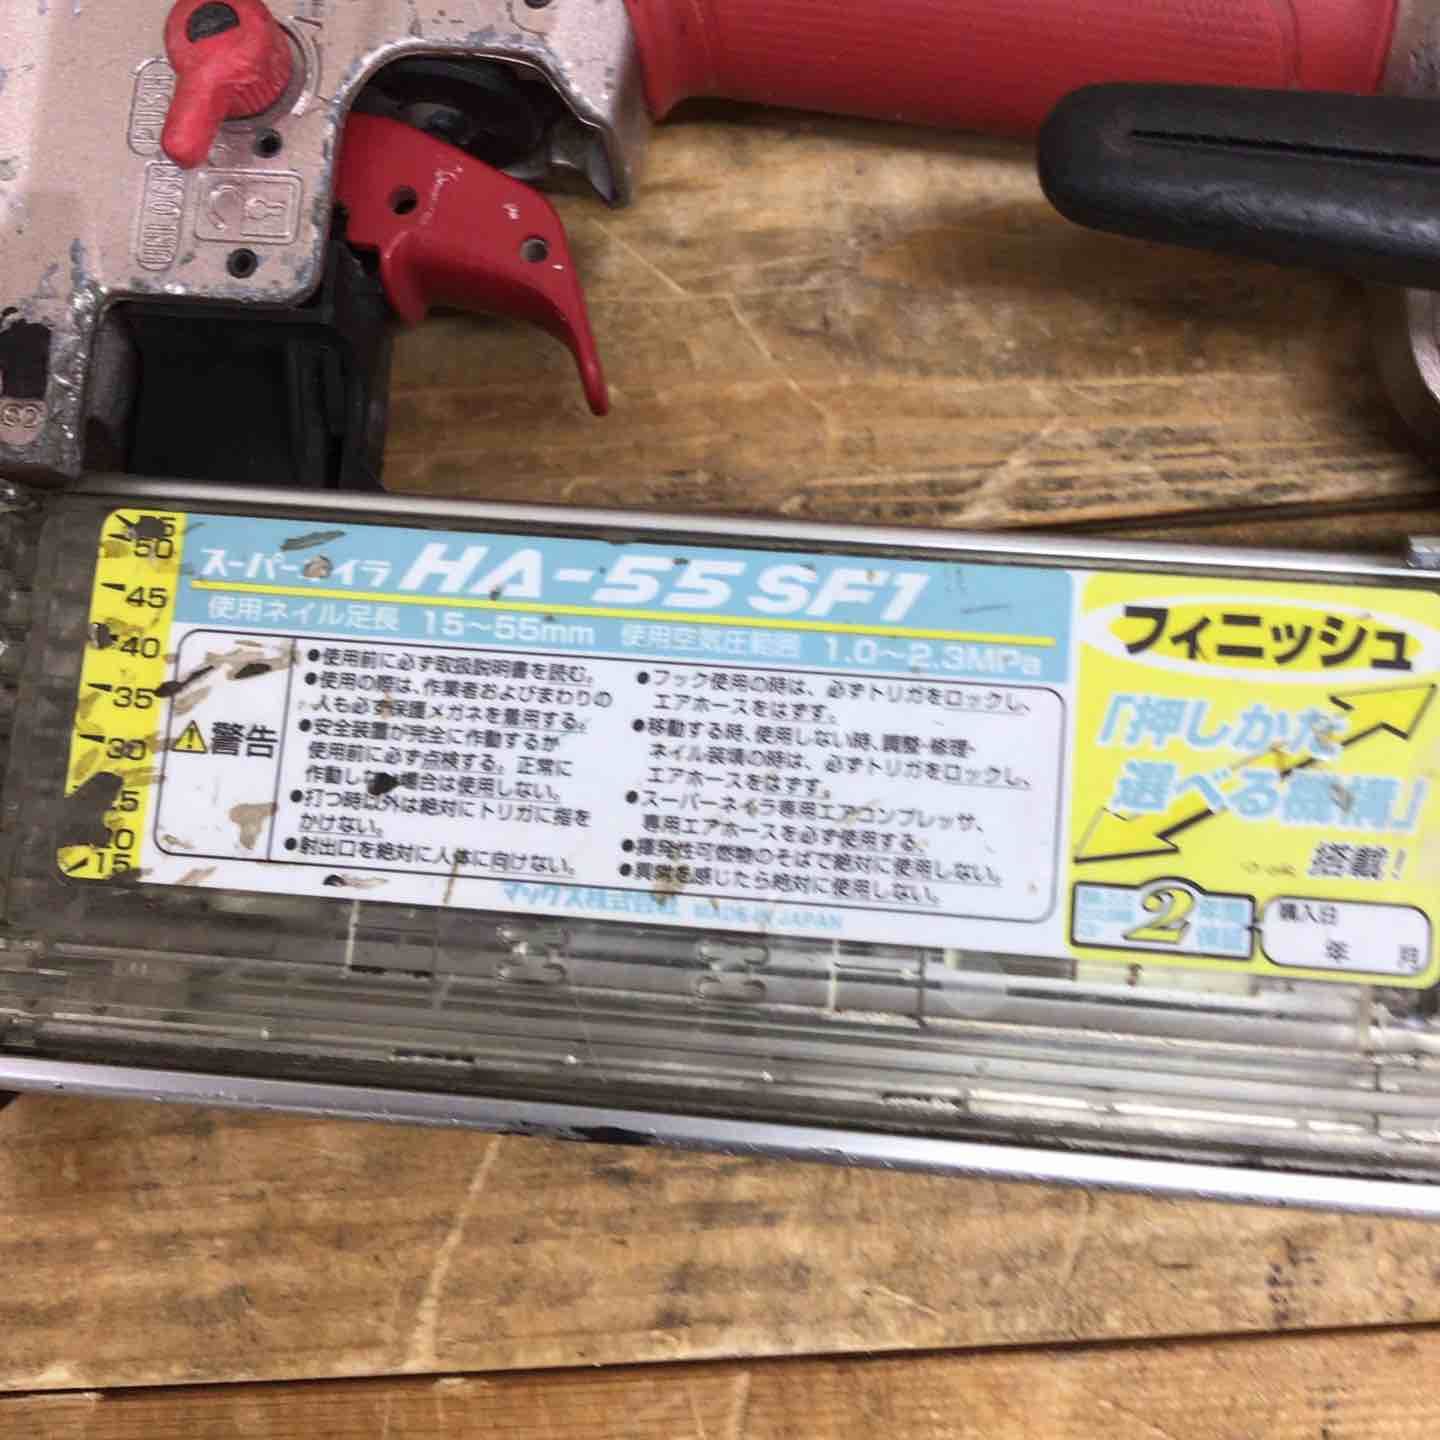 PUSH
UNLOCK
50
45
40
35
30
25
20
15
スーパーネイラ HA-55 SF1
使用ネイル足長 15～55mm 使用空気圧範囲 1.0～2.3MPa
警告
●使用前に必ず取扱説明書を読む。
●使用の際は、作業者およびまわりの
人も必ず保護メガネを着用する。
●安全装置が完全に作動するか
使用前に必ず点検する。正常に
作動しない場合は使用しない。
●打つ時以外は絶対にトリガに指を
かけない。
●射出口を絶対に人体に向けない。
●フック使用の時は、必ずトリガをロックし、
エアホースをはずす。
●移動する時、使用しない時、調整・修理・
ネイル装填の時は、必ずトリガをロックし、
エアホースをはずす。
●スーパーネイラ専用エアコンプレッサ、
専用エアホースを必ず使用する。
●揮発性可燃物のそばで絶対に使用しない。
●異常を感じたら絶対に使用しない。
マックス株式会社 MADE IN JAPAN
フィニッシュ
「押しかた
選べる機構」
搭載!
2年間
保証
購入日
年 月